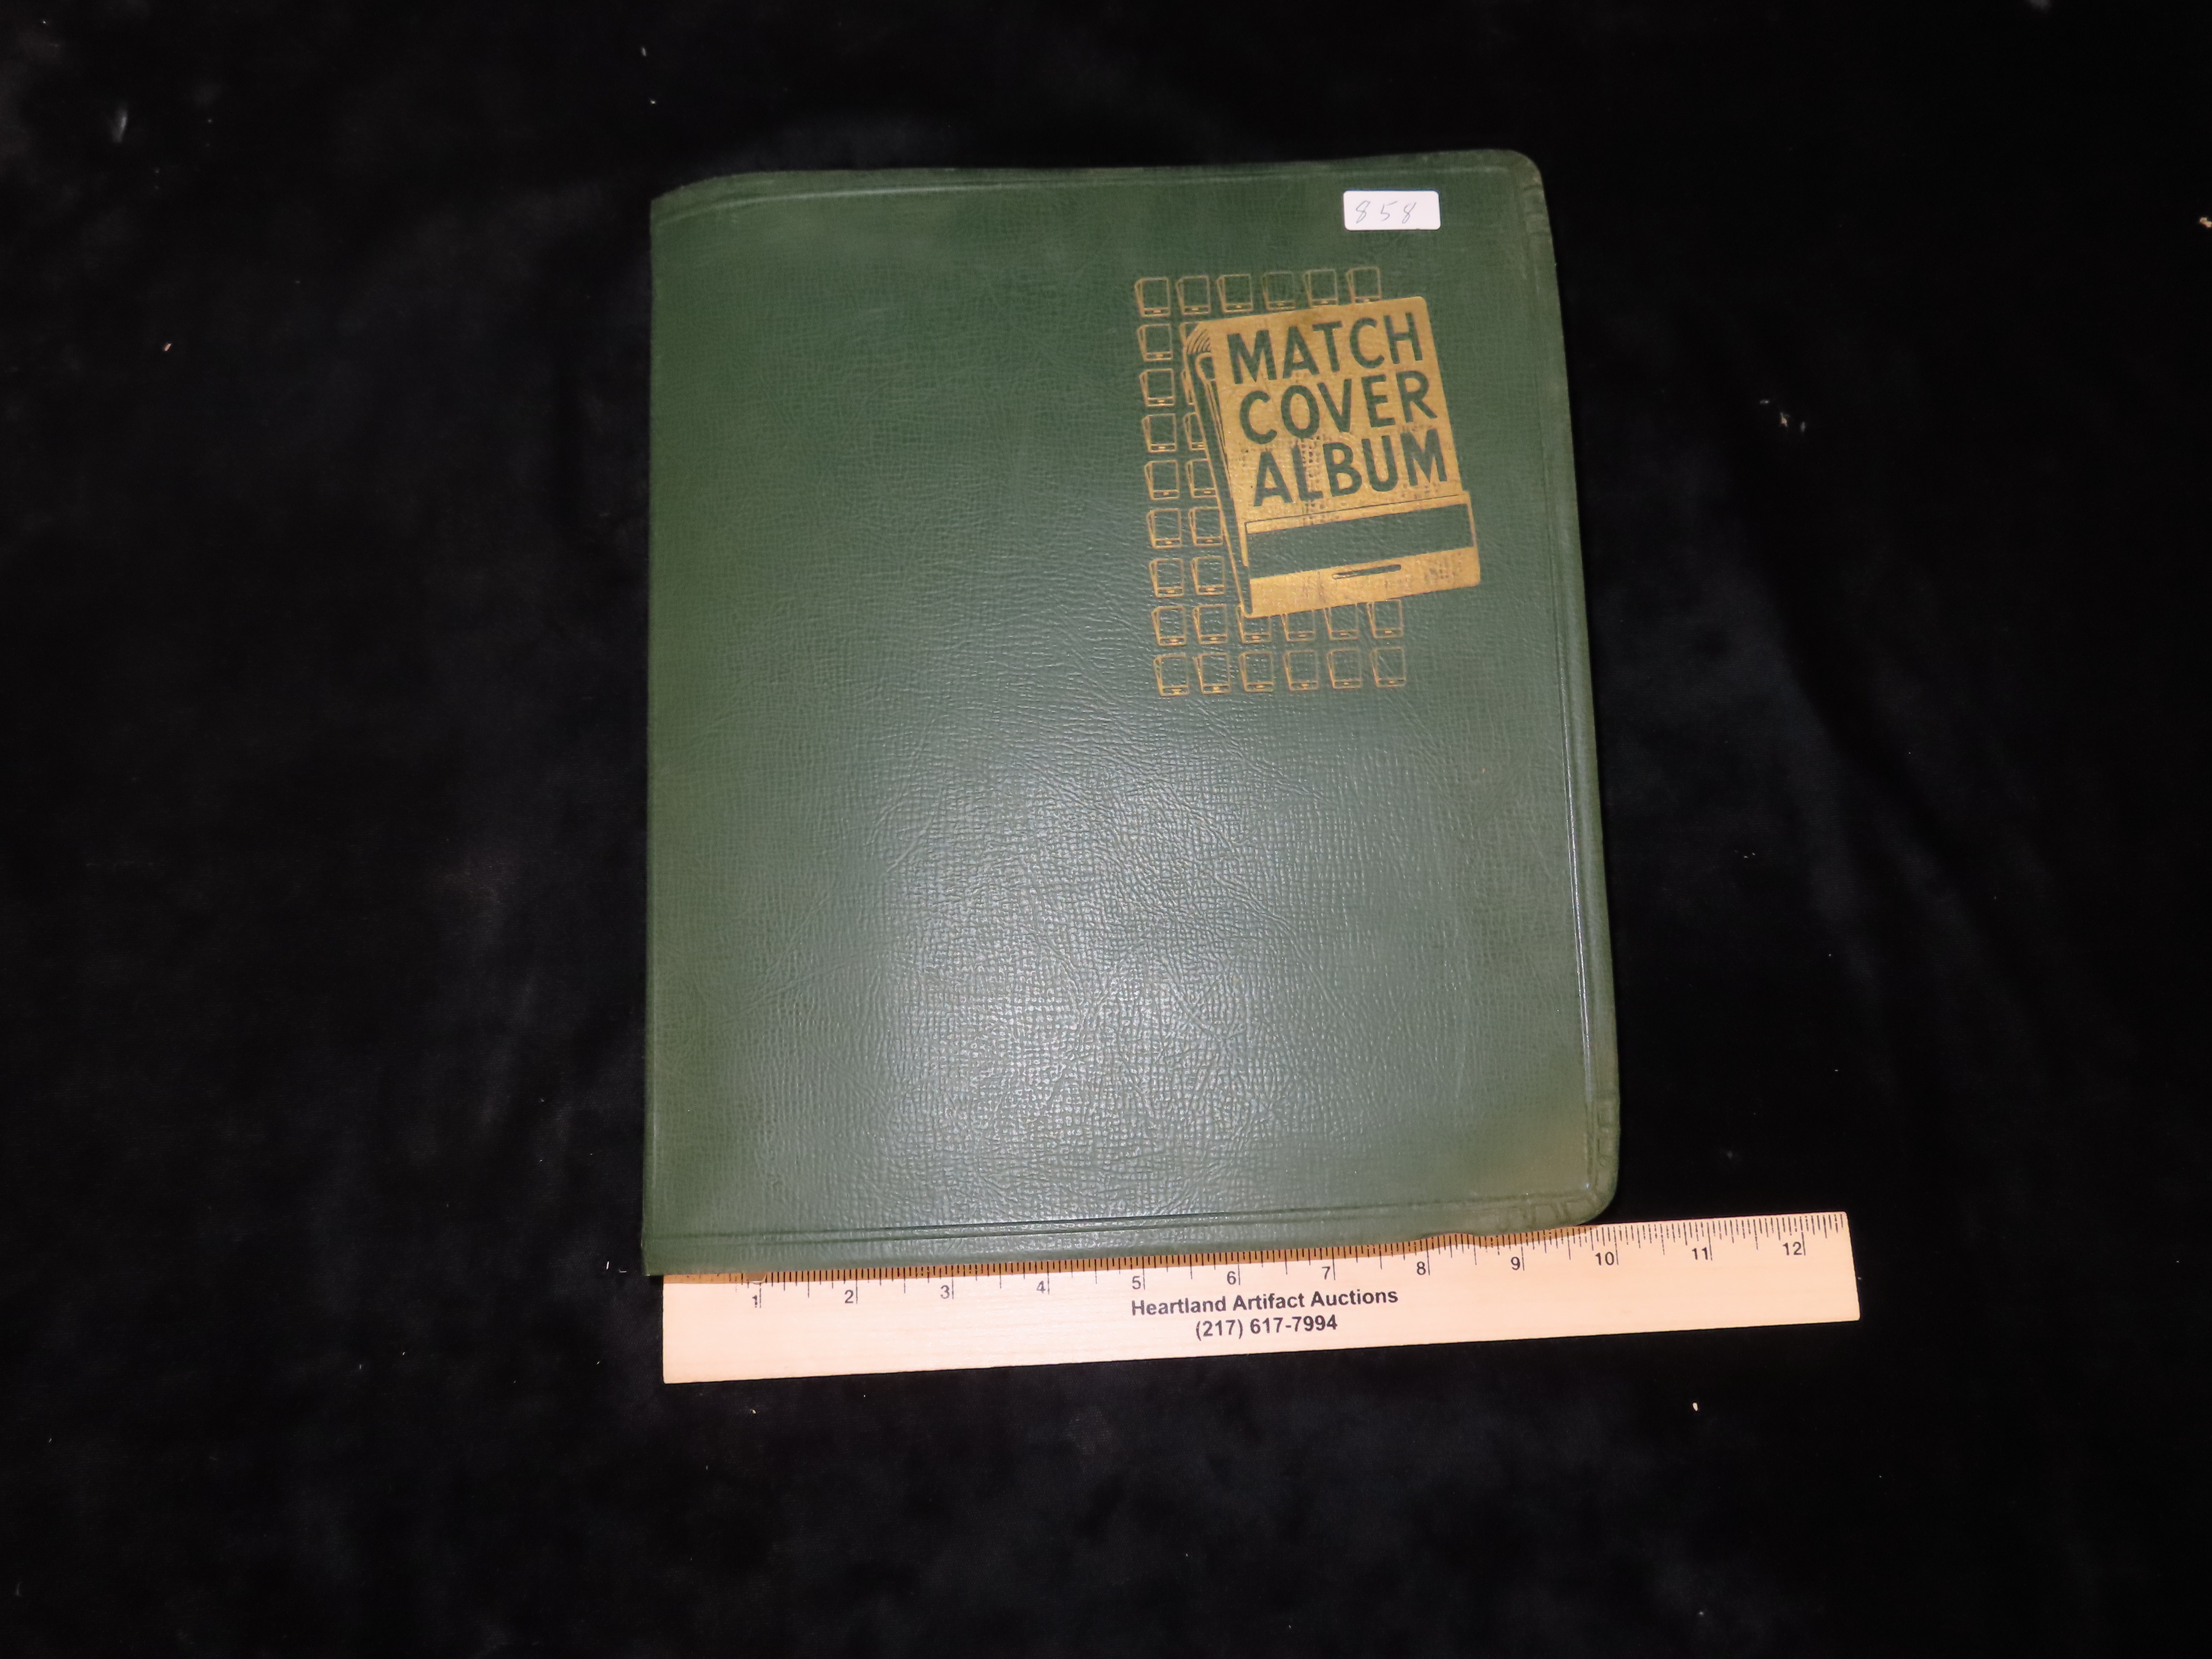 858
MATCH
COVER
ALBUM
1 2 3 4 5 6 7 8 9 10 11 12
Heartland Artifact Auctions
(217) 617-7994